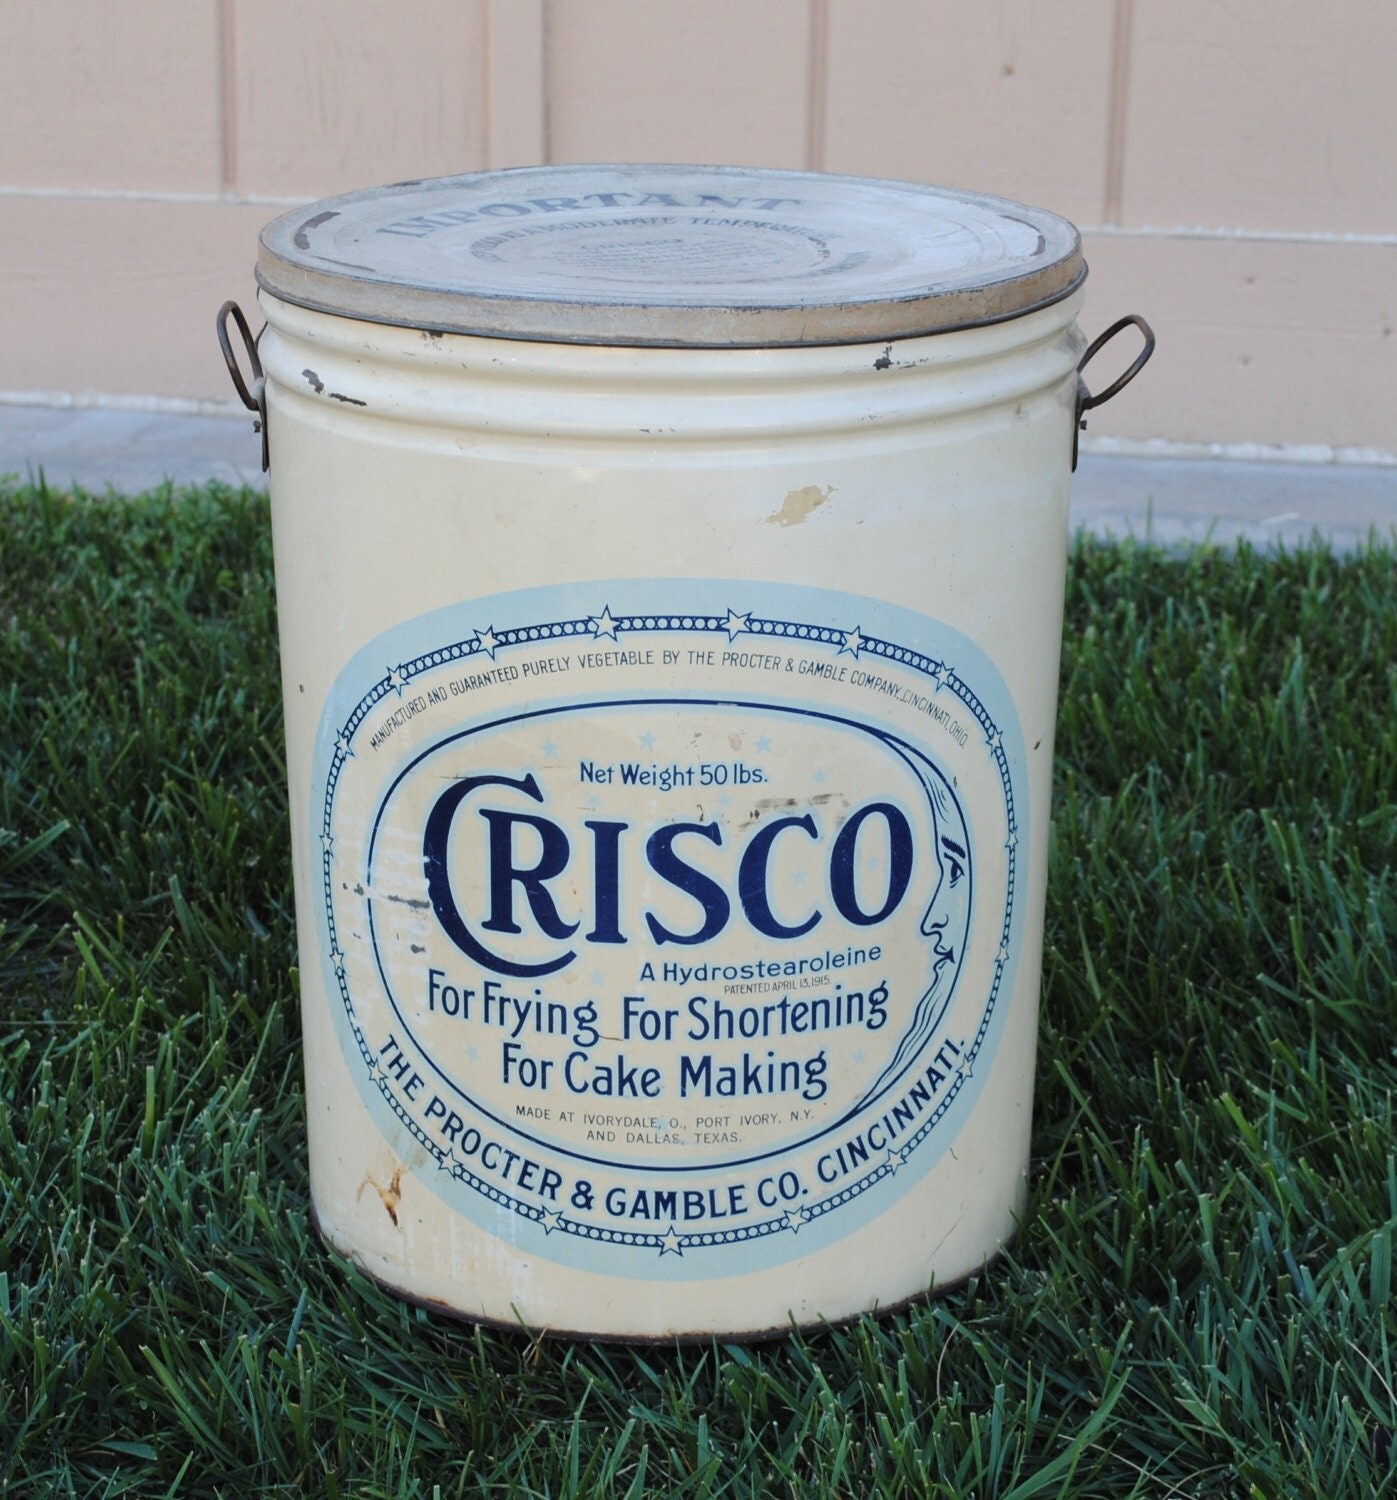 IMPORTANT
MODERATE
CRISCO
MANUFACTURED AND GUARANTEED PURELY VEGETABLE BY THE PROCTER & GAMBLE COMPANY, CINCINNATI, OHIO.
Net Weight 50 lbs.
CRISCO
A Hydrostearoleine
PATENTED APRIL 13, 1915.
For Frying For Shortening
For Cake Making
MADE AT IVORYDALE, O., PORT IVORY, N.Y.
AND DALLAS, TEXAS.
THE PROCTER & GAMBLE CO. CINCINNATI.